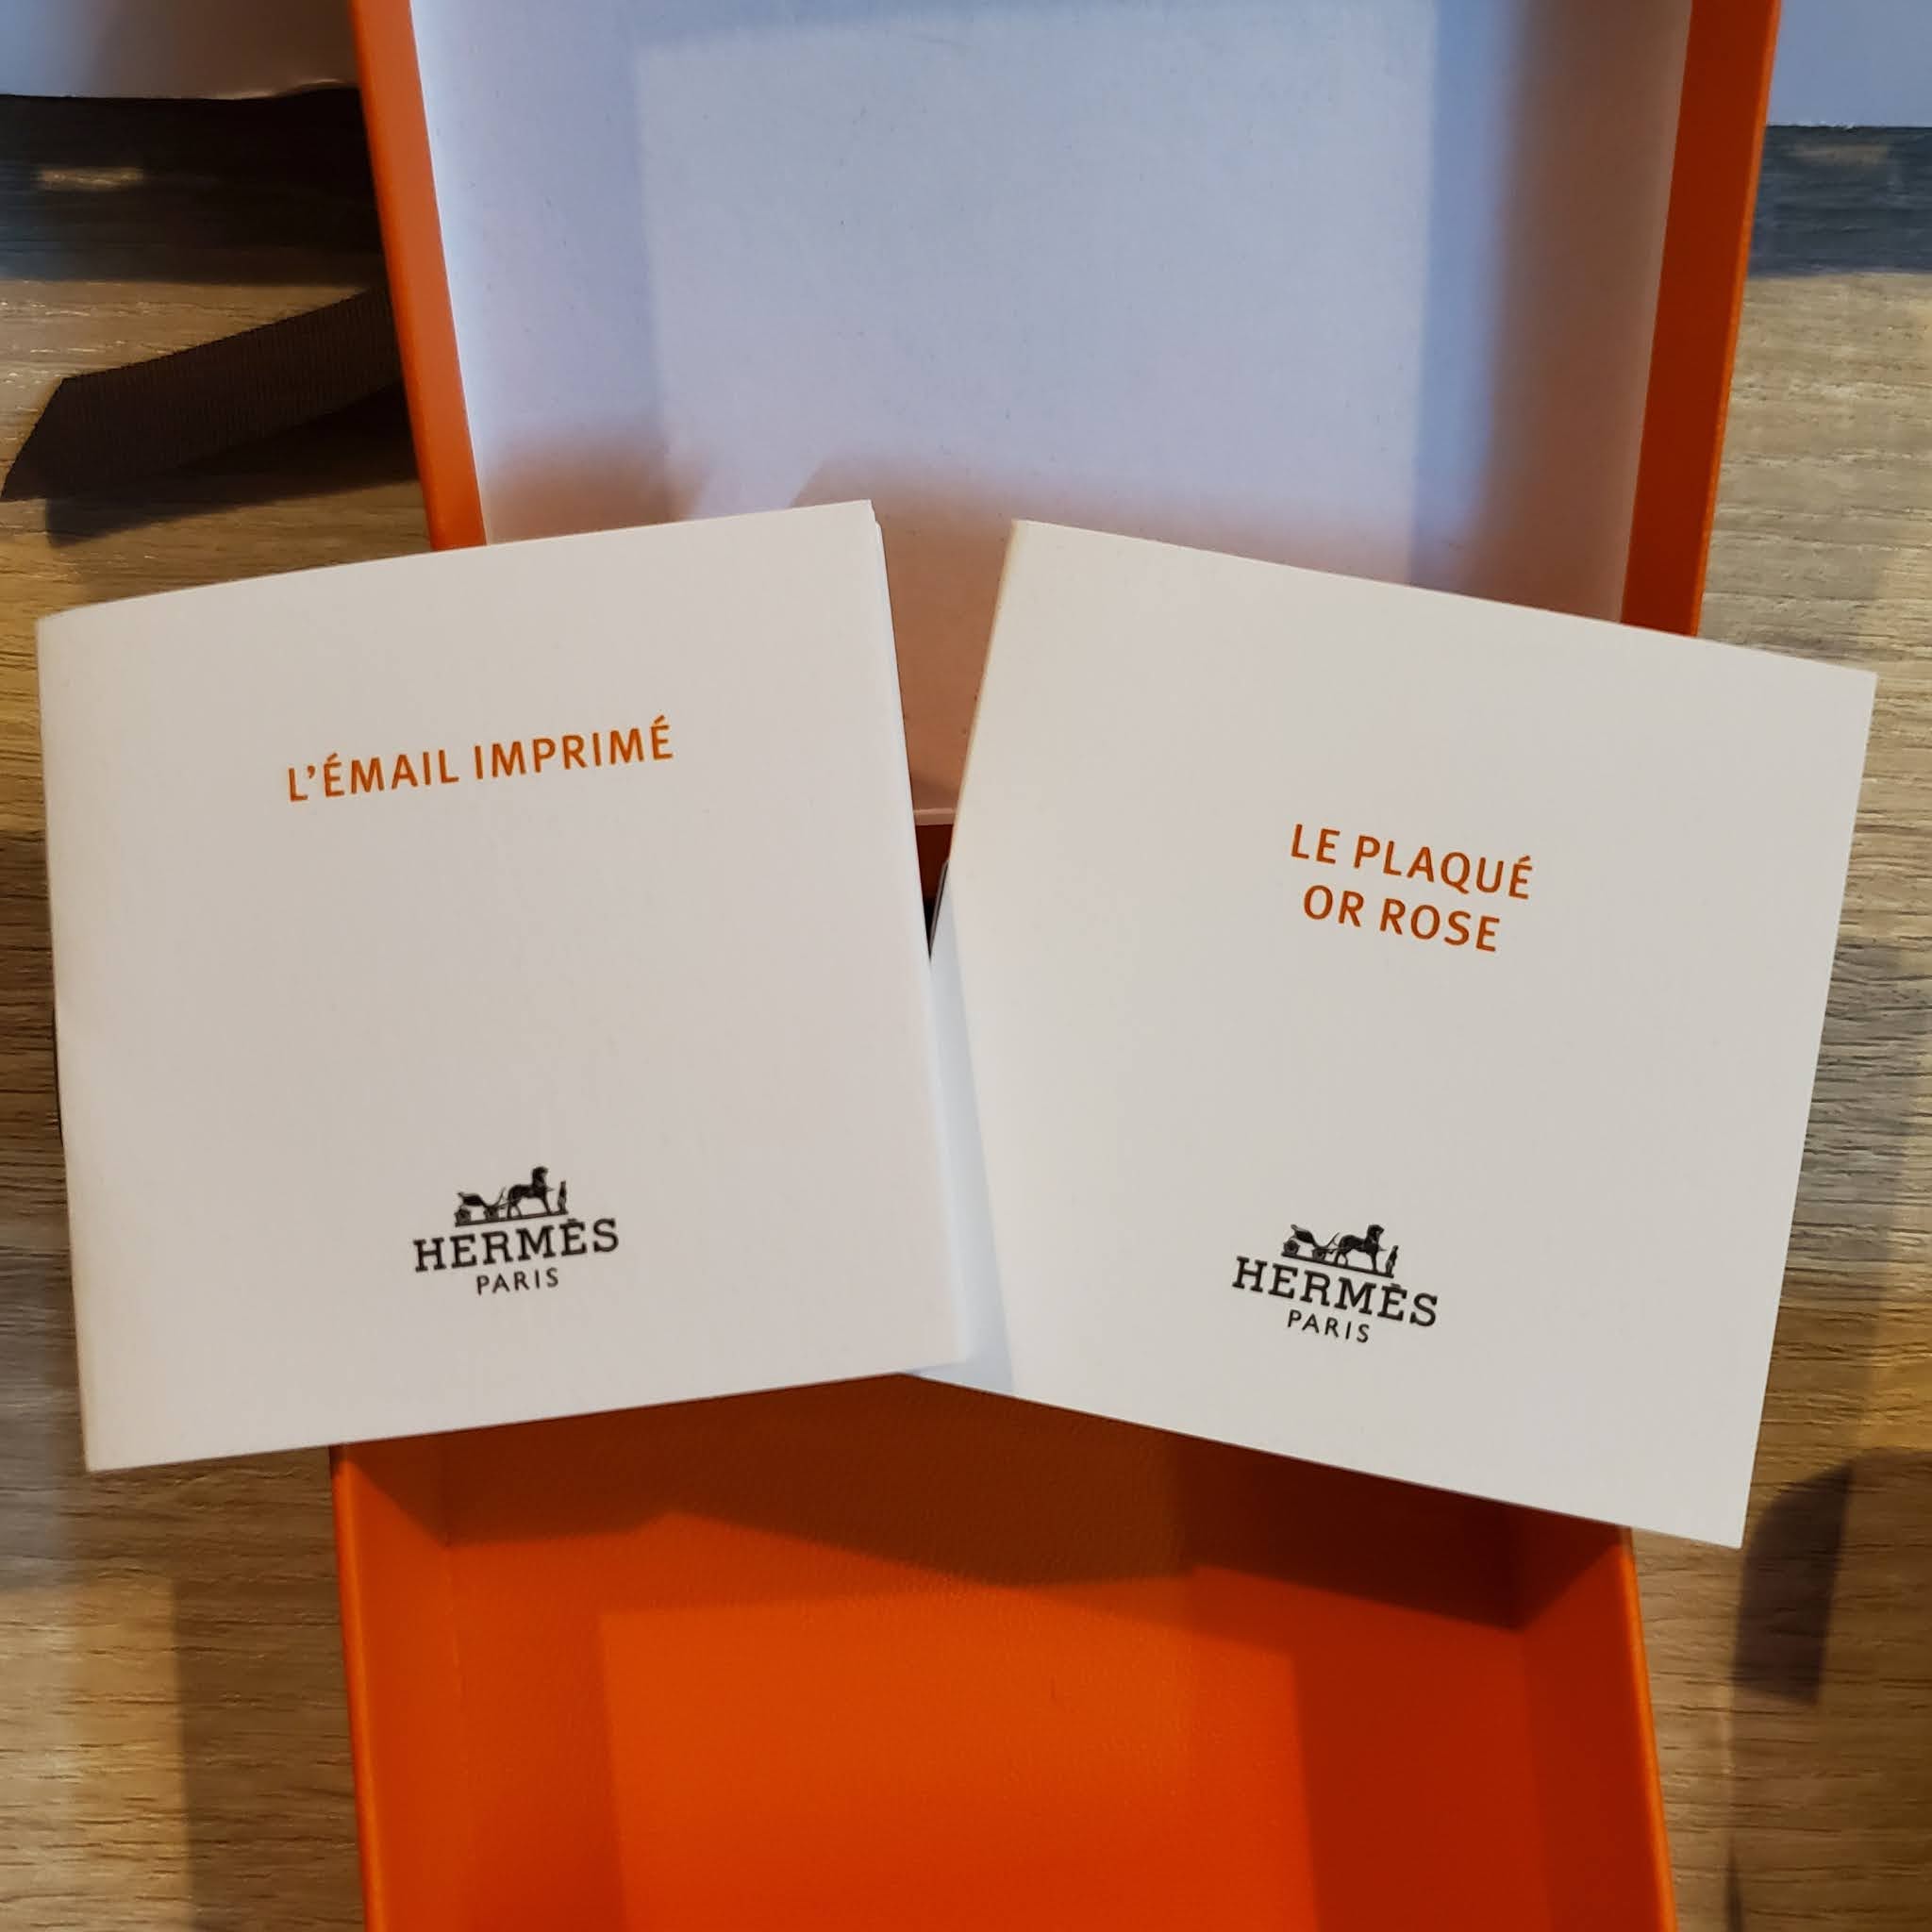 L'ÉMAIL IMPRIMÉ
HERMÈS
PARIS
LE PLAQUÉ
OR ROSE
HERMÈS
PARIS